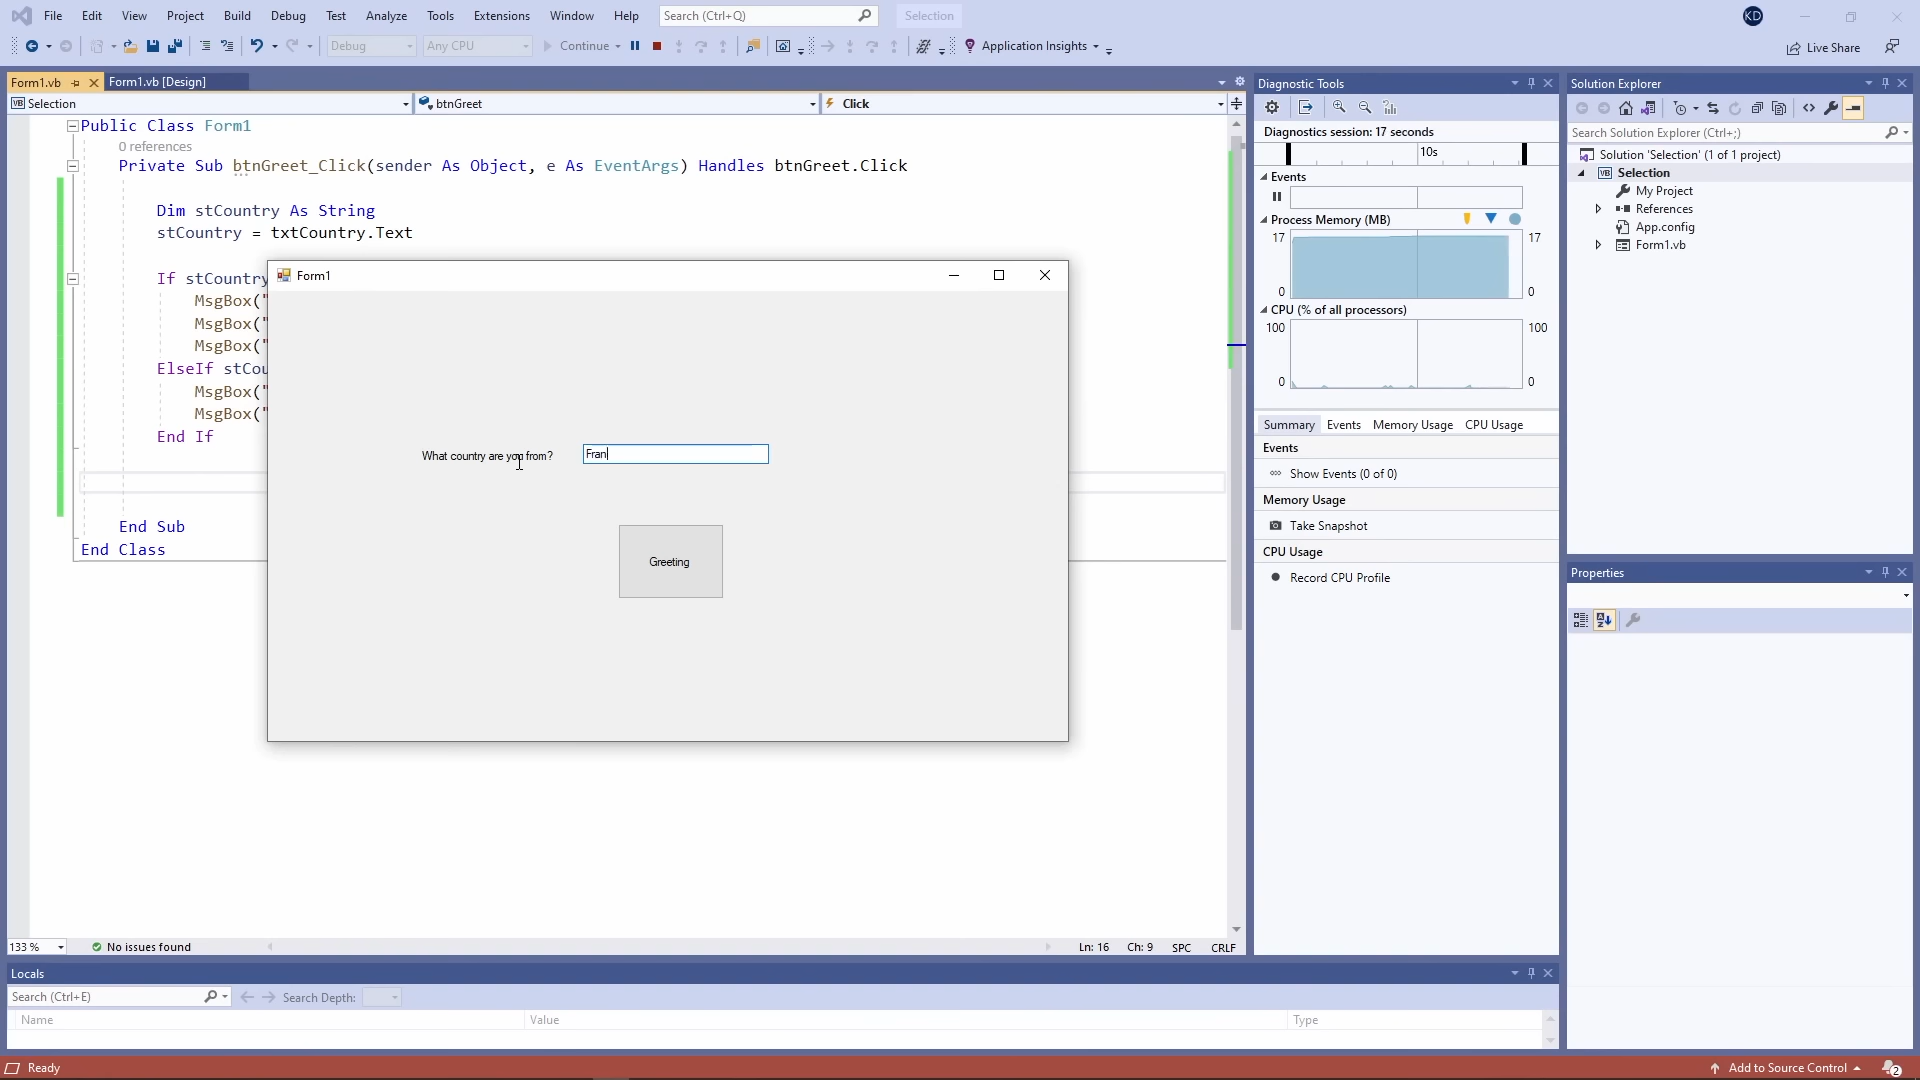 File Edit View Project Build Debug Test Analyze Tools Extensions Window Help Search (Ctrl+Q) Selection KD
Debug Any CPU Continue Application Insights Live Share
Form1.vb Form1.vb [Design]
VB Selection btnGreet Click
Public Class Form1
0 references
Private Sub btnGreet_Click(sender As Object, e As EventArgs) Handles btnGreet.Click
Dim stCountry As String
stCountry = txtCountry.Text
If stCountry
MsgBox("
MsgBox("
MsgBox("
ElseIf stCou
MsgBox("
MsgBox("
End If
End Sub
End Class
Form1
What country are you from? Fran
Greeting
133 % No issues found Ln: 16 Ch: 9 SPC CRLF
Diagnostic Tools
Diagnostics session: 17 seconds
10s
Events
Process Memory (MB)
17 17
0 0
CPU (% of all processors)
100 100
0 0
Summary Events Memory Usage CPU Usage
Events
Show Events (0 of 0)
Memory Usage
Take Snapshot
CPU Usage
Record CPU Profile
Solution Explorer
Search Solution Explorer (Ctrl+;)
Solution 'Selection' (1 of 1 project)
VB Selection
My Project
References
App.config
Form1.vb
Properties
Locals
Search (Ctrl+E) Search Depth:
Name Value Type
Ready Add to Source Control 2